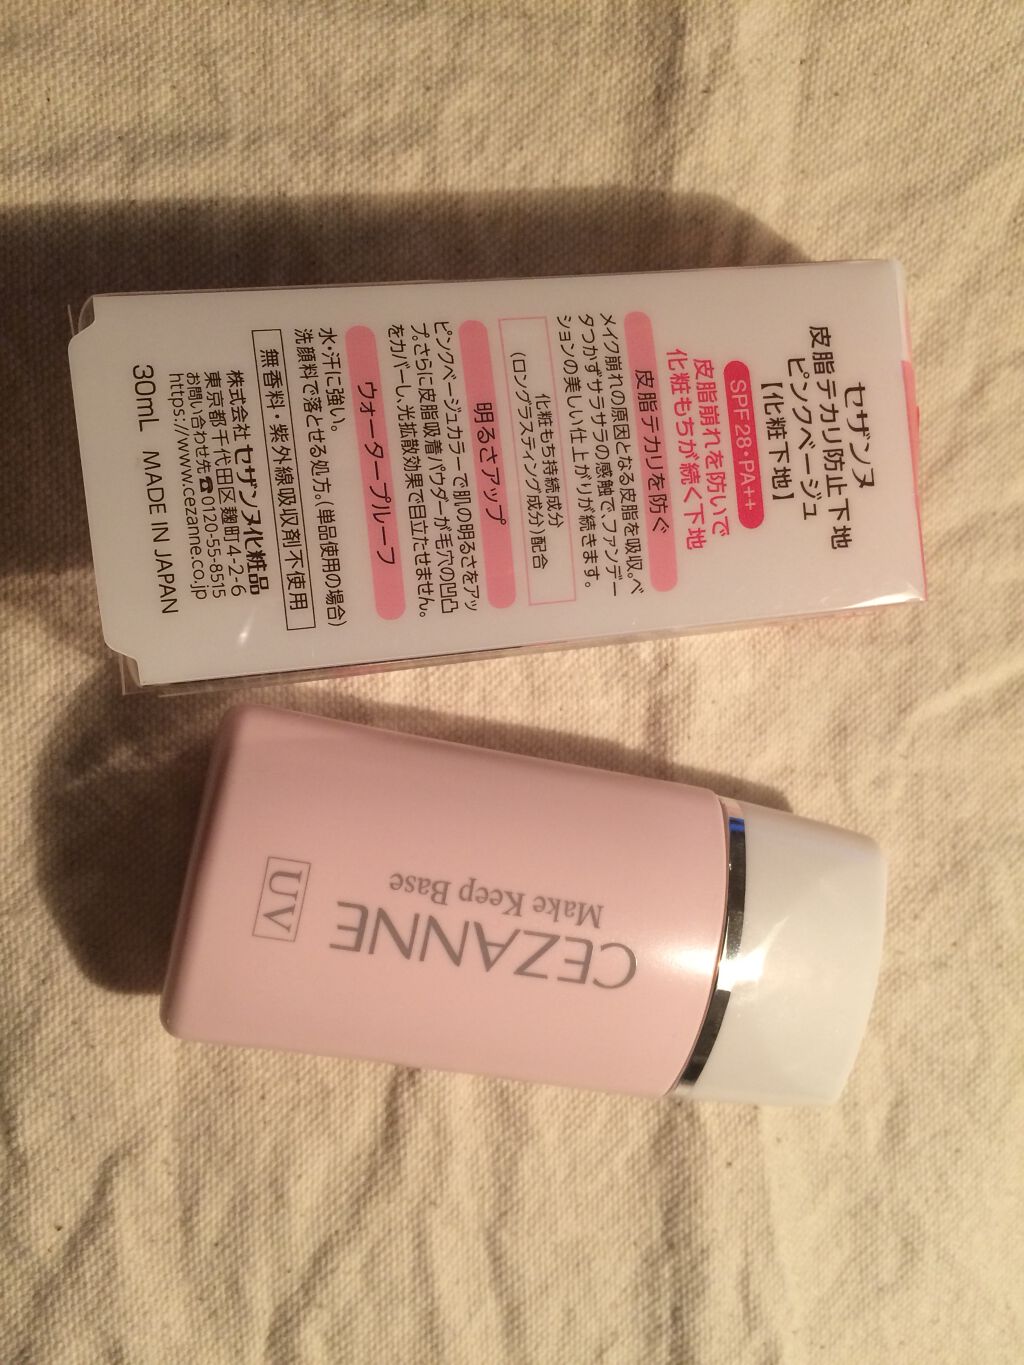 セザンヌ
皮脂テカリ防止下地
ピンクベージュ
【化粧下地】
SPF28・PA++
皮脂崩れを防いで
化粧もちが続く下地
皮脂テカリを防ぐ
メイク崩れの原因となる皮脂を吸収。ベ
タつかずサラサラの感触で、ファンデー
ションの美しい仕上がりが続きます。
化粧もち持続成分
(ロングラスティング成分)配合
明るさアップ
ピンクベージュカラーで肌の明るさをアッ
プ。さらに皮脂吸着パウダーが毛穴の凹凸
をカバーし、光拡散効果で目立たせません。
ウォータープルーフ
水・汗に強い。
洗顔料で落とせる処方。(単品使用の場合)
無香料・紫外線吸収剤不使用
株式会社 セザンヌ化粧品
東京都千代田区麹町4-2-6
お問い合わせ先☎0120-55-8515
https://www.cezanne.co.jp
30mL MADE IN JAPAN
CEZANNE
Make Keep Base
UV